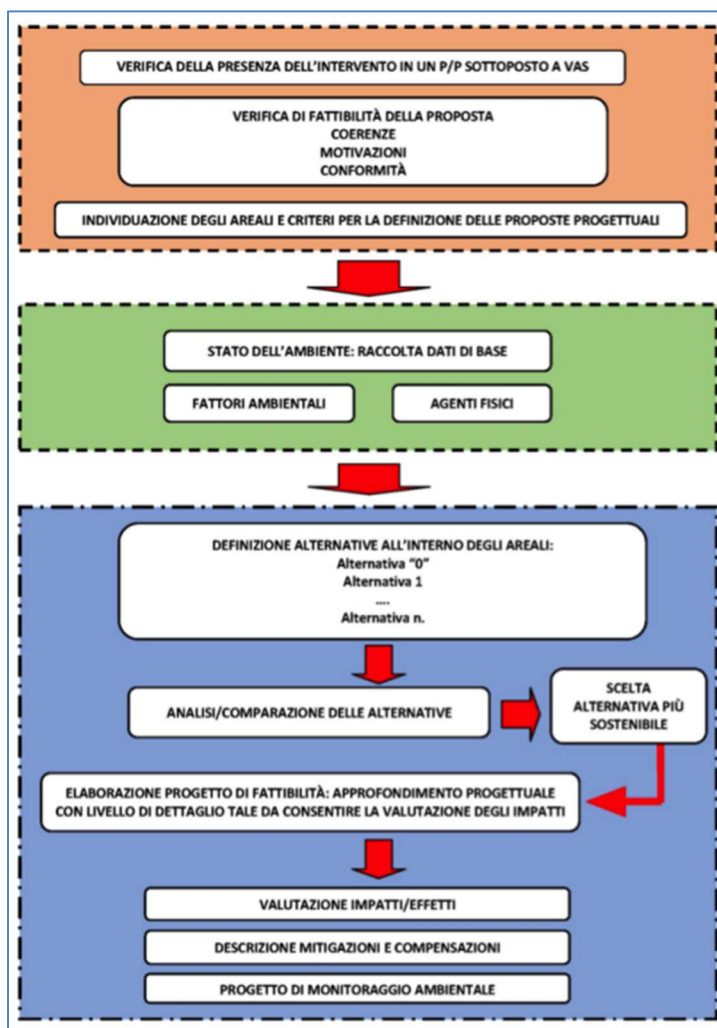 VERIFICA DELLA PRESENZA DELL'INTERVENTO IN UN P/P SOTTOPOSTO A VAS
VERIFICA DI FATTIBILITÀ DELLA PROPOSTA
COERENZE
MOTIVAZIONI
CONFORMITÀ
INDIVIDUAZIONE DEGLI AREALI E CRITERI PER LA DEFINIZIONE DELLE PROPOSTE PROGETTUALI
STATO DELL'AMBIENTE: RACCOLTA DATI DI BASE
FATTORI AMBIENTALI
AGENTI FISICI
DEFINIZIONE ALTERNATIVE ALL'INTERNO DEGLI AREALI:
Alternativa "0"
Alternativa 1
....
Alternativa n.
ANALISI/COMPARAZIONE DELLE ALTERNATIVE
SCELTA
ALTERNATIVA PIÙ
SOSTENIBILE
ELABORAZIONE PROGETTO DI FATTIBILITÀ: APPROFONDIMENTO PROGETTUALE
CON LIVELLO DI DETTAGLIO TALE DA CONSENTIRE LA VALUTAZIONE DEGLI IMPATTI
VALUTAZIONE IMPATTI/EFFETTI
DESCRIZIONE MITIGAZIONI E COMPENSAZIONI
PROGETTO DI MONITORAGGIO AMBIENTALE